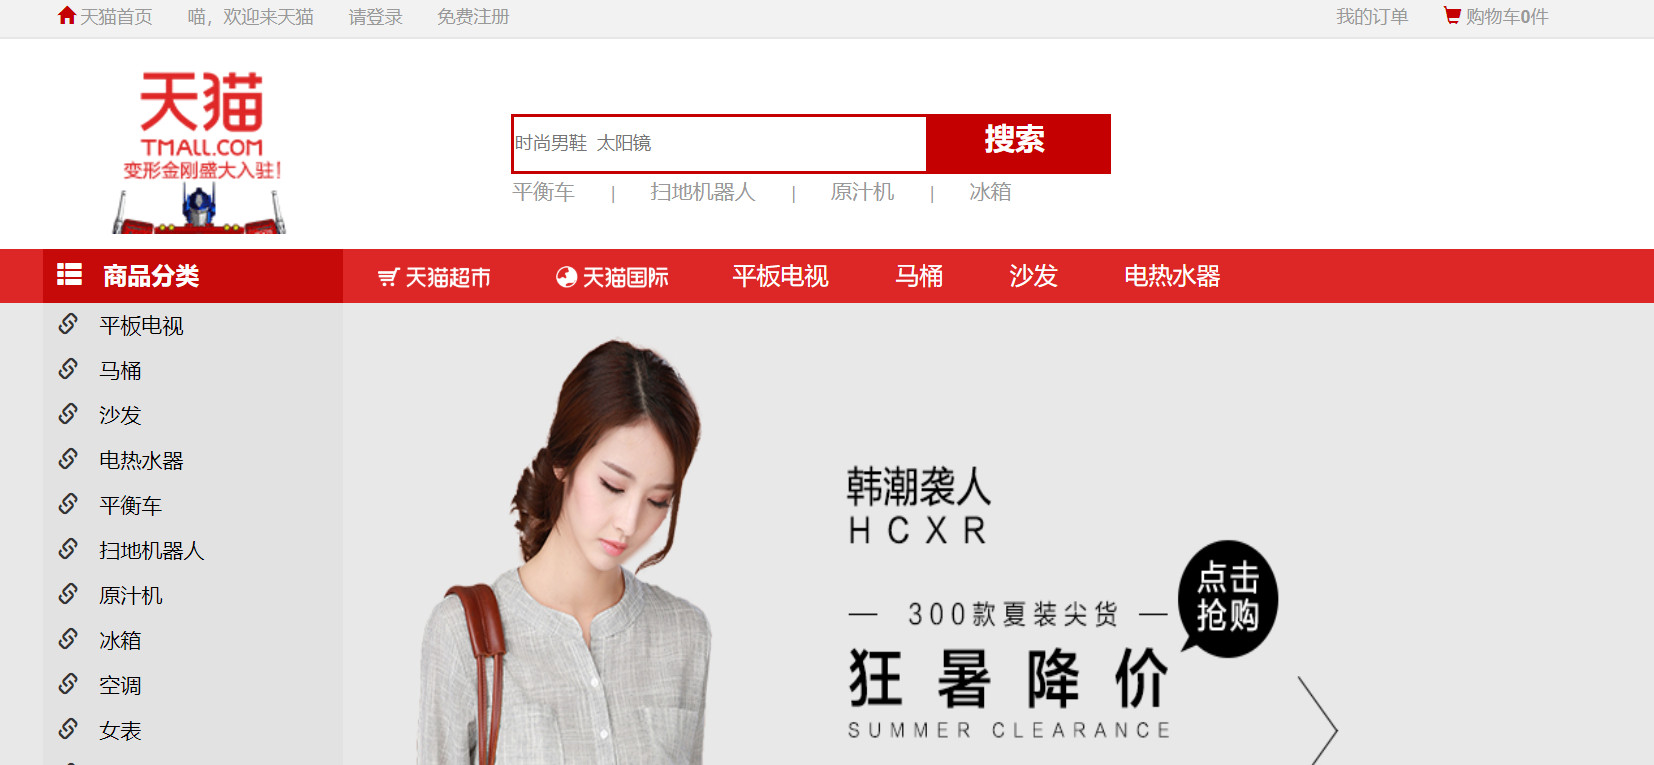 天猫首页 喵，欢迎来天猫 请登录 免费注册 我的订单 购物车0件
天猫
TMALL.COM
变形金刚盛大入驻！
时尚男鞋 太阳镜 搜索
平衡车 | 扫地机器人 | 原汁机 | 冰箱
商品分类 天猫超市 天猫国际 平板电视 马桶 沙发 电热水器
平板电视
马桶
沙发
电热水器
平衡车
扫地机器人
原汁机
冰箱
空调
女表
韩潮袭人
HCXR
— 300款夏装尖货 —
点击
抢购
狂暑降价
SUMMER CLEARANCE